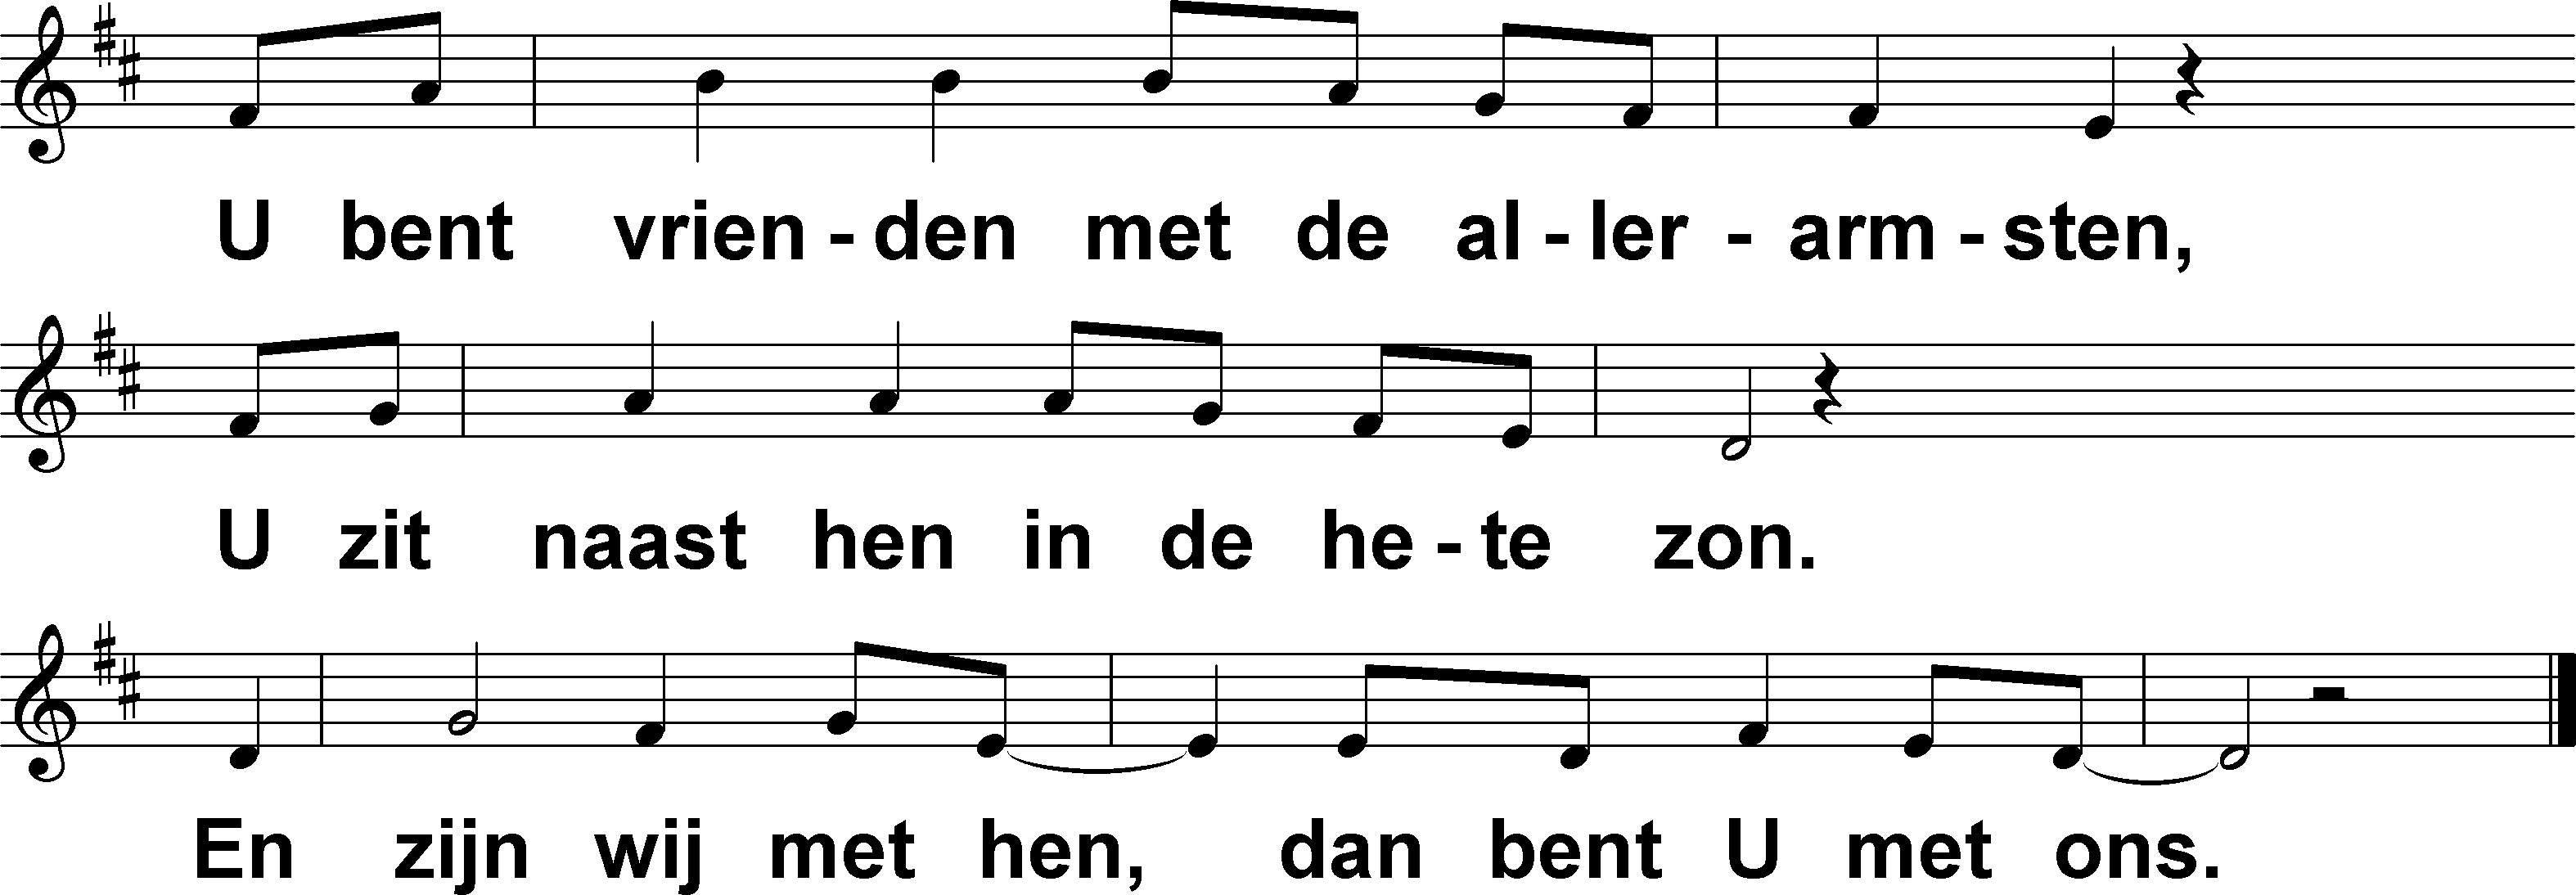 U bent vrien - den met de al - ler - arm - sten,
U zit naast hen in de he - te zon.
En zijn wij met hen, dan bent U met ons.